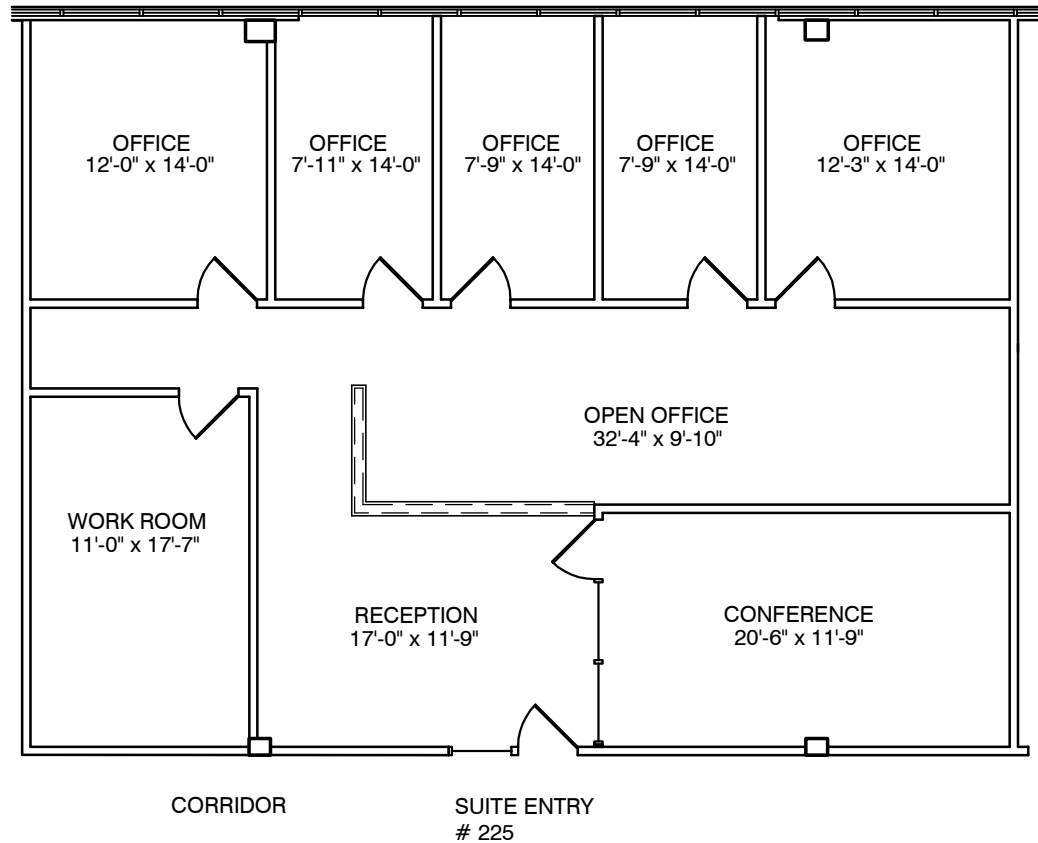 OFFICE
12'-0" x 14'-0"
OFFICE
7'-11" x 14'-0"
OFFICE
7'-9" x 14'-0"
OFFICE
7'-9" x 14'-0"
OFFICE
12'-3" x 14'-0"
OPEN OFFICE
32'-4" x 9'-10"
WORK ROOM
11'-0" x 17'-7"
RECEPTION
17'-0" x 11'-9"
CONFERENCE
20'-6" x 11'-9"
CORRIDOR
SUITE ENTRY
# 225